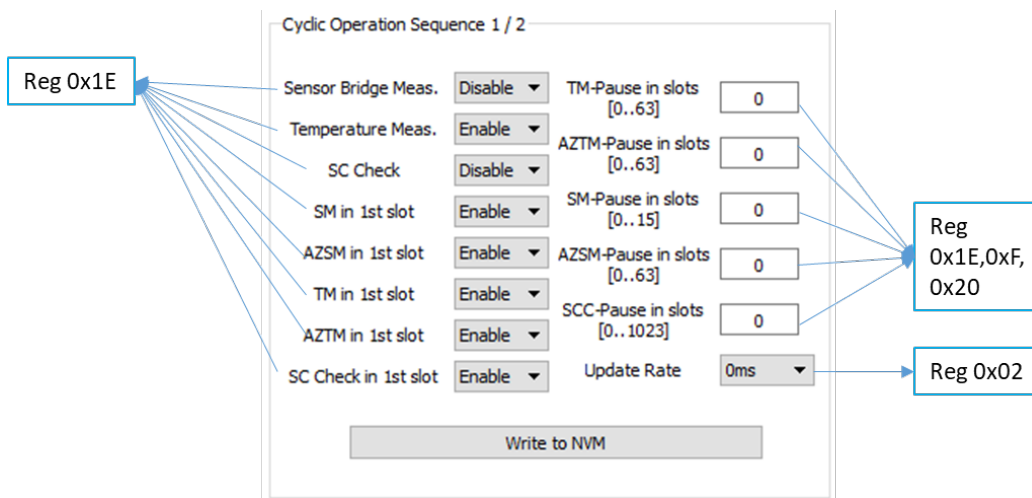 Cyclic Operation Sequence 1 / 2
Reg 0x1E
Sensor Bridge Meas.
Disable
Temperature Meas.
Enable
SC Check
Disable
SM in 1st slot
Enable
AZSM in 1st slot
Enable
TM in 1st slot
Enable
AZTM in 1st slot
Enable
SC Check in 1st slot
Enable
TM-Pause in slots
[0..63]
0
AZTM-Pause in slots
[0..63]
0
SM-Pause in slots
[0..15]
0
AZSM-Pause in slots
[0..63]
0
SCC-Pause in slots
[0..1023]
0
Update Rate
0ms
Reg
0x1E,0xF,
0x20
Reg 0x02
Write to NVM